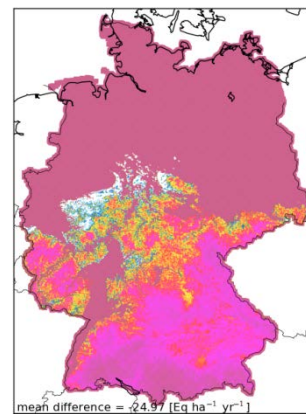 mean difference = -24.97 [Eq ha⁻¹ yr⁻¹]